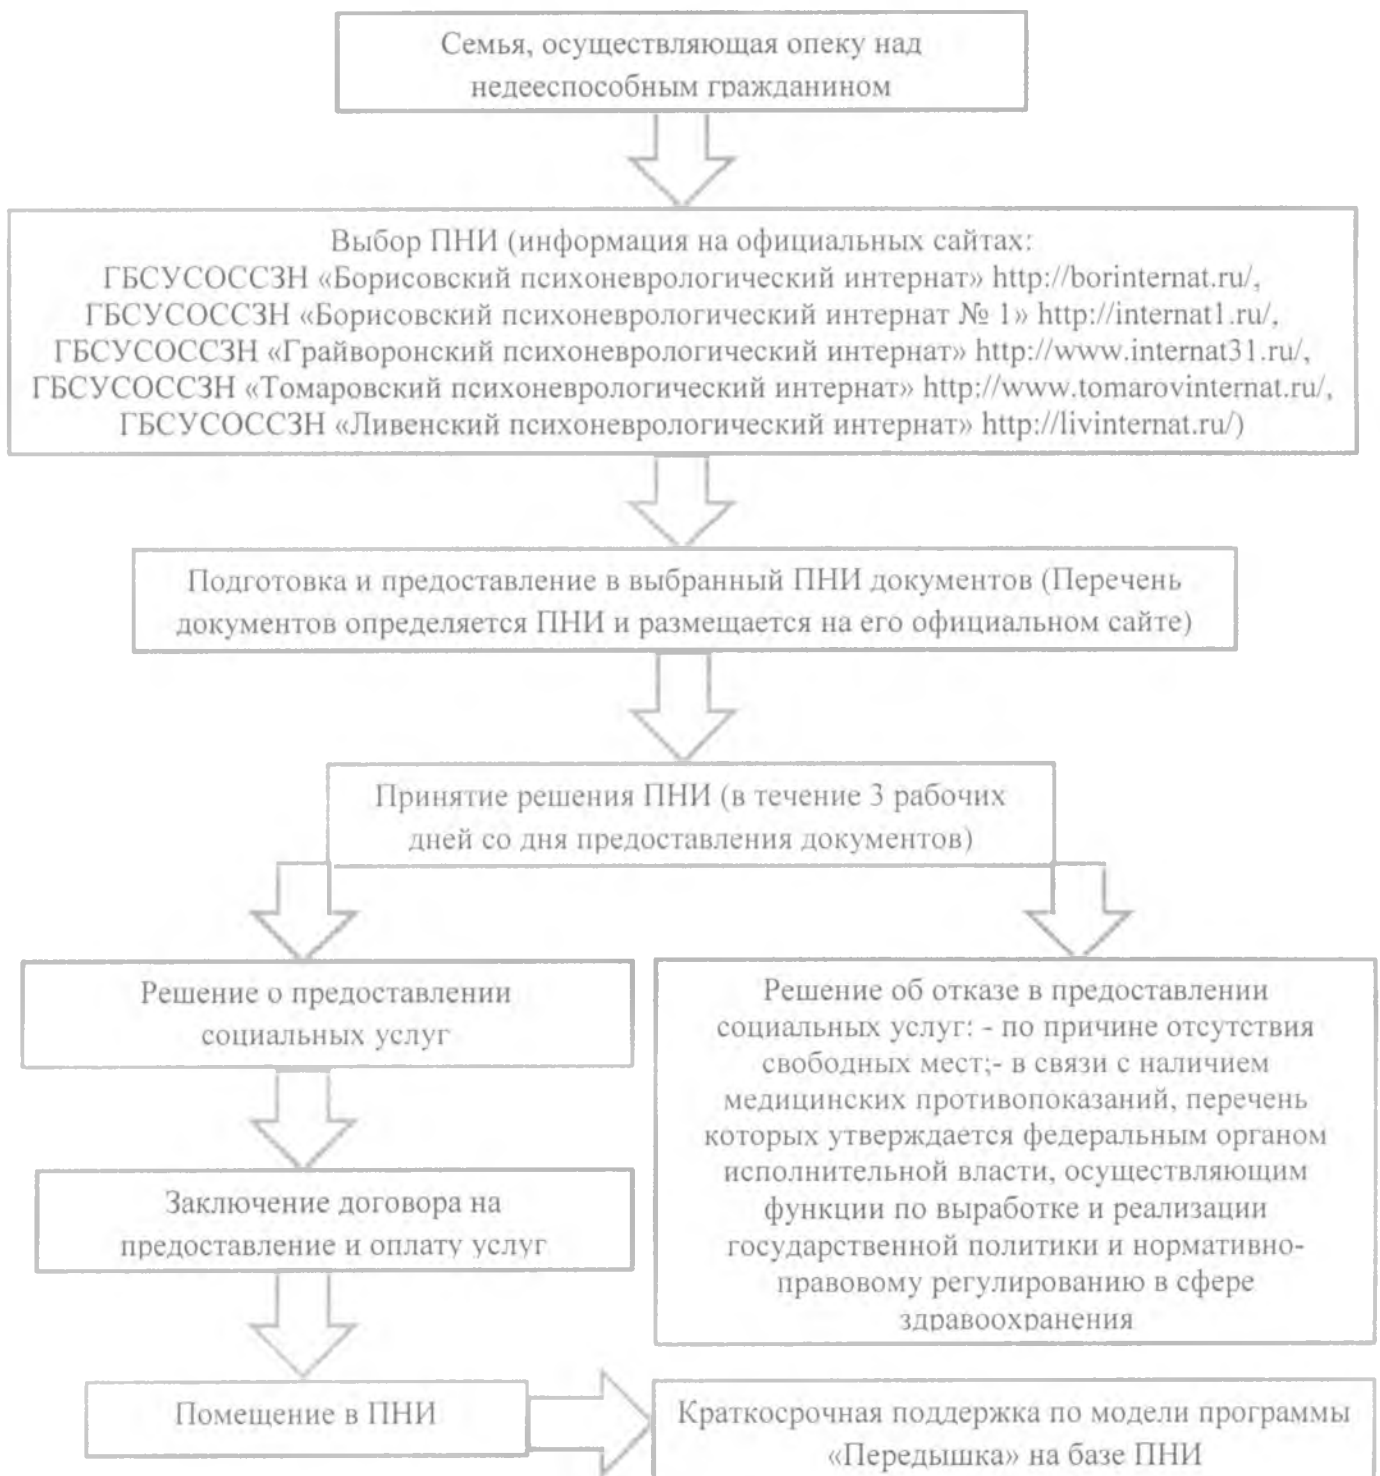 Семья, осуществляющая опеку над
недееспособным гражданином
Выбор ПНИ (информация на официальных сайтах:
ГБСУСОССЗН «Борисовский психоневрологический интернат» http://borinternat.ru/,
ГБСУСОССЗН «Борисовский психоневрологический интернат № 1» http://internat1.ru/,
ГБСУСОССЗН «Грайворонский психоневрологический интернат» http://www.internat31.ru/,
ГБСУСОССЗН «Томаровский психоневрологический интернат» http://www.tomarovinternat.ru/,
ГБСУСОССЗН «Ливенский психоневрологический интернат» http://livinternat.ru/)
Подготовка и предоставление в выбранный ПНИ документов (Перечень
документов определяется ПНИ и размещается на его официальном сайте)
Принятие решения ПНИ (в течение 3 рабочих
дней со дня предоставления документов)
Решение о предоставлении
социальных услуг
Заключение договора на
предоставление и оплату услуг
Помещение в ПНИ
Решение об отказе в предоставлении
социальных услуг: - по причине отсутствия
свободных мест;- в связи с наличием
медицинских противопоказаний, перечень
которых утверждается федеральным органом
исполнительной власти, осуществляющим
функции по выработке и реализации
государственной политики и нормативно-
правовому регулированию в сфере
здравоохранения
Краткосрочная поддержка по модели программы
«Передышка» на базе ПНИ